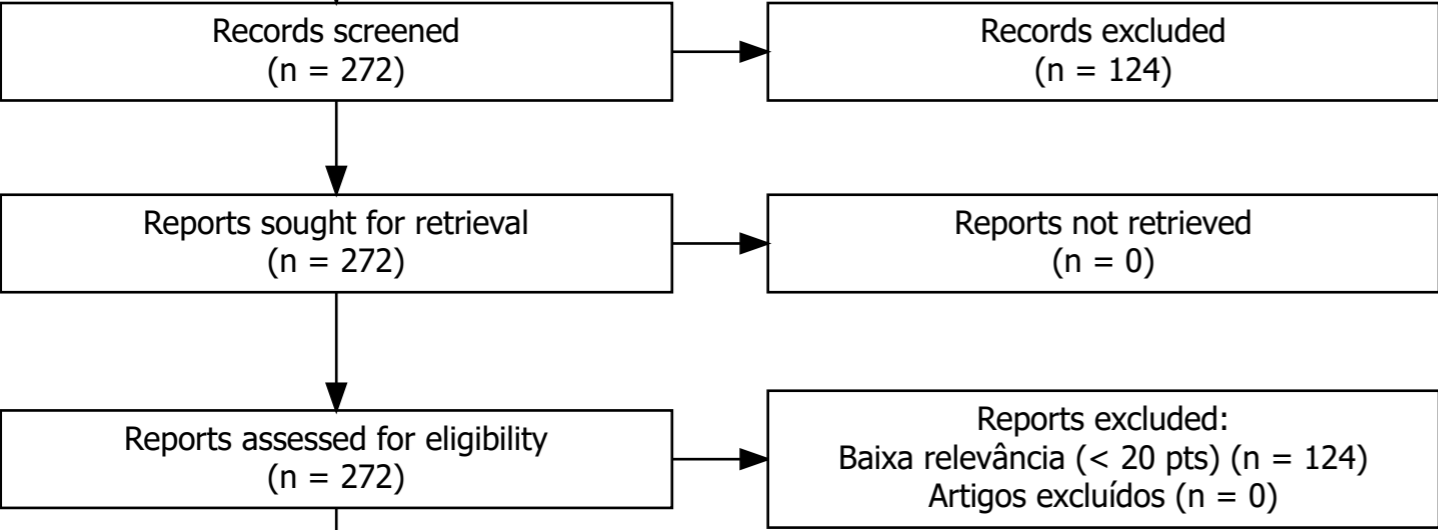 Records screened
(n = 272)
Records excluded
(n = 124)
Reports sought for retrieval
(n = 272)
Reports not retrieved
(n = 0)
Reports assessed for eligibility
(n = 272)
Reports excluded:
Baixa relevância (< 20 pts) (n = 124)
Artigos excluídos (n = 0)